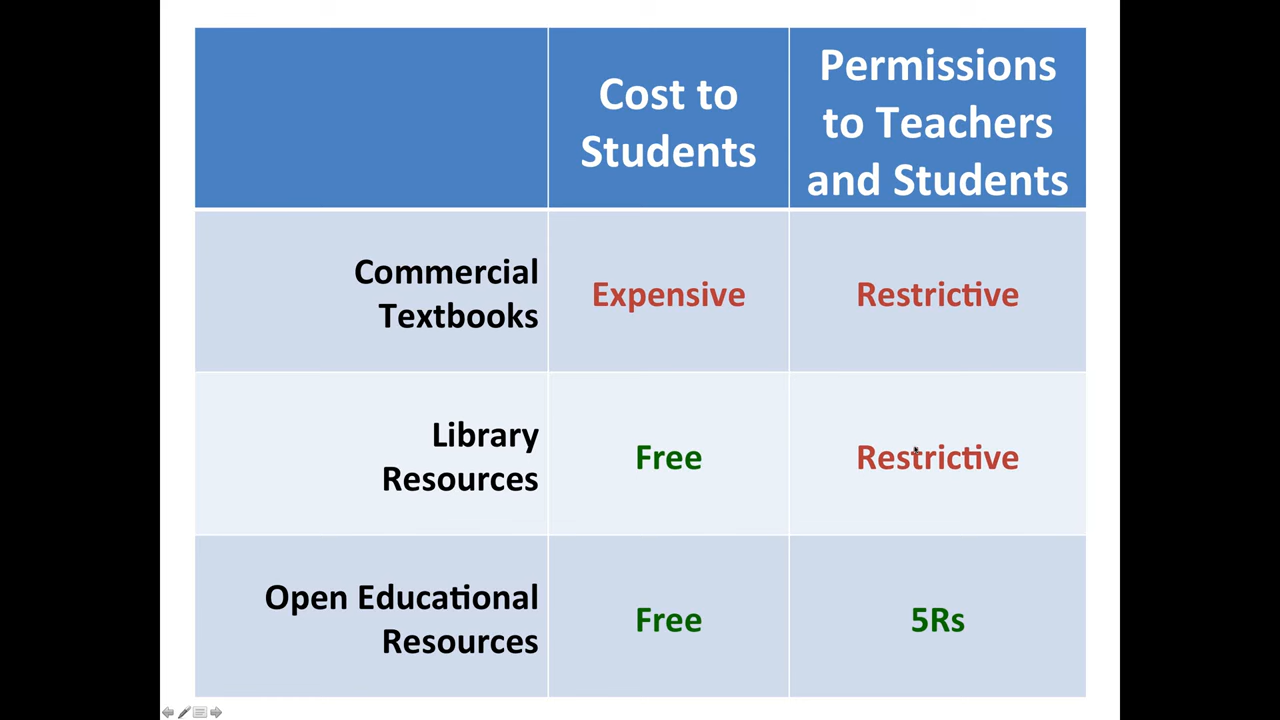 Cost to
Students
Permissions
to Teachers
and Students
Commercial
Textbooks
Expensive
Restrictive
Library
Resources
Free
Restrictive
Open Educational
Resources
Free
5Rs